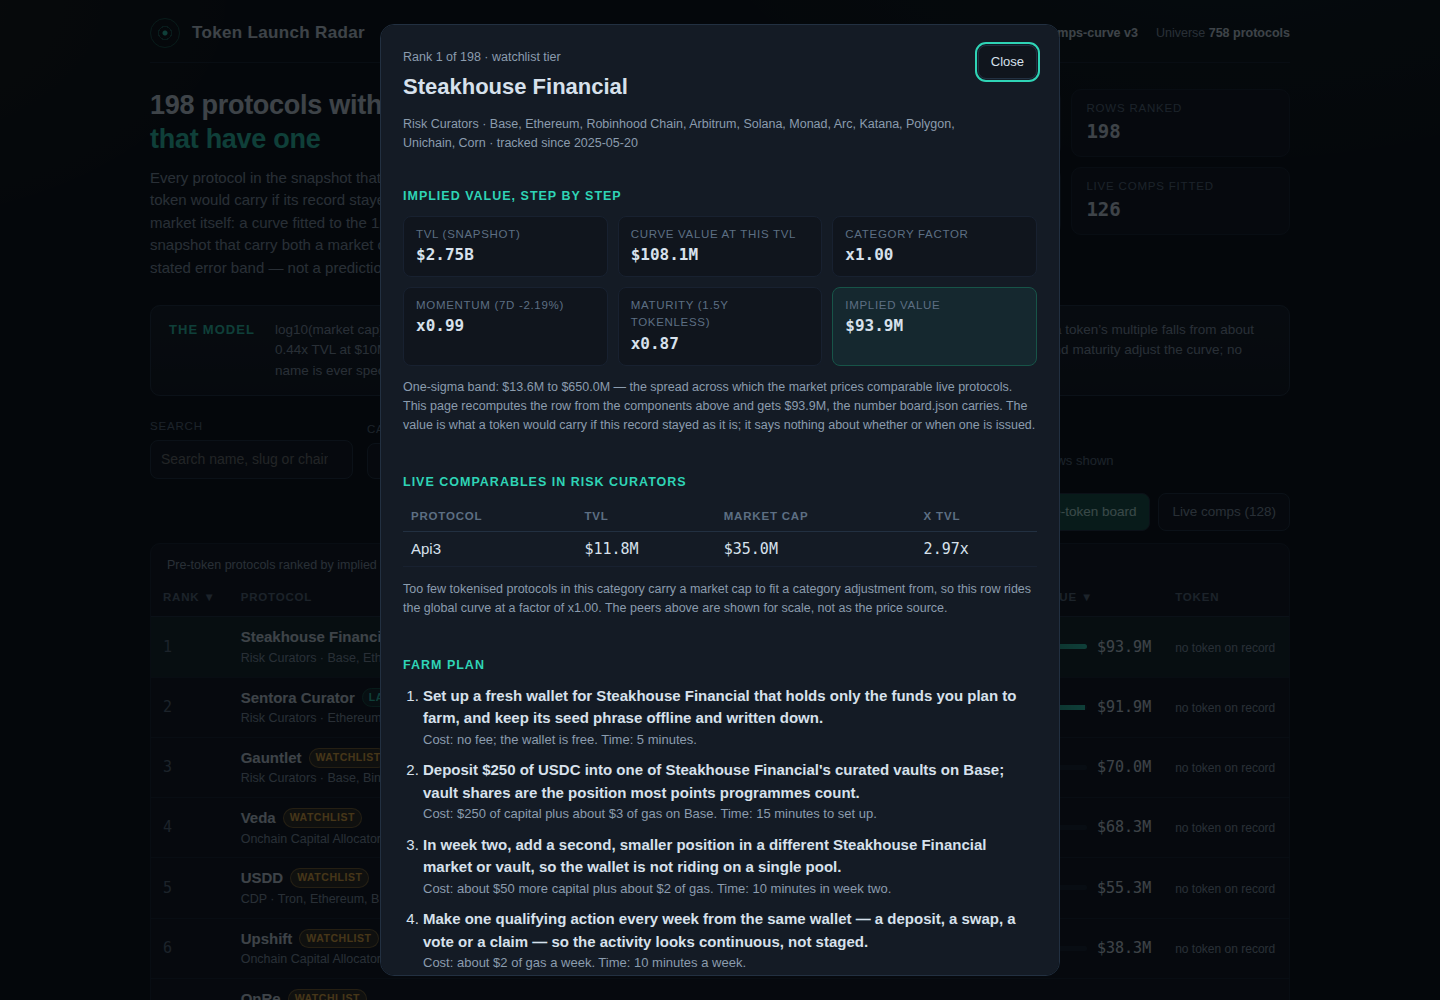 Token Launch Radar
mps-curve v3
Universe 758 protocols
198 protocols with
that have one
Every protocol in the snapshot that
token would carry if its record staye
market itself: a curve fitted to the 1
snapshot that carry both a market c
stated error band — not a predictio
ROWS RANKED
198
LIVE COMPS FITTED
126
THE MODEL
log10(market cap
0.44x TVL at $10M
name is ever spec
token's multiple falls from about
d maturity adjust the curve; no
SEARCH
Search name, slug or chain
CA
ws shown
-token board
Live comps (128)
Pre-token protocols ranked by implied
RANK ▼ PROTOCOL
UE ▼ TOKEN
1 Steakhouse Financi
Risk Curators · Base, Eth
$93.9M no token on record
2 Sentora Curator LA
Risk Curators · Ethereum
$91.9M no token on record
3 Gauntlet WATCHLIST
Risk Curators · Base, Bin
$70.0M no token on record
4 Veda WATCHLIST
Onchain Capital Allocator
$68.3M no token on record
5 USDD WATCHLIST
CDP · Tron, Ethereum, B
$55.3M no token on record
6 Upshift WATCHLIST
Onchain Capital Allocator
$38.3M no token on record
OnRe WATCHLIST
Rank 1 of 198 · watchlist tier
Close
Steakhouse Financial
Risk Curators · Base, Ethereum, Robinhood Chain, Arbitrum, Solana, Monad, Arc, Katana, Polygon,
Unichain, Corn · tracked since 2025-05-20
IMPLIED VALUE, STEP BY STEP
TVL (SNAPSHOT)
$2.75B
CURVE VALUE AT THIS TVL
$108.1M
CATEGORY FACTOR
x1.00
MOMENTUM (7D -2.19%)
x0.99
MATURITY (1.5Y
TOKENLESS)
x0.87
IMPLIED VALUE
$93.9M
One-sigma band: $13.6M to $650.0M — the spread across which the market prices comparable live protocols.
This page recomputes the row from the components above and gets $93.9M, the number board.json carries. The
value is what a token would carry if this record stayed as it is; it says nothing about whether or when one is issued.
LIVE COMPARABLES IN RISK CURATORS
PROTOCOL TVL MARKET CAP X TVL
Api3 $11.8M $35.0M 2.97x
Too few tokenised protocols in this category carry a market cap to fit a category adjustment from, so this row rides
the global curve at a factor of x1.00. The peers above are shown for scale, not as the price source.
FARM PLAN
1. Set up a fresh wallet for Steakhouse Financial that holds only the funds you plan to
farm, and keep its seed phrase offline and written down.
Cost: no fee; the wallet is free. Time: 5 minutes.
2. Deposit $250 of USDC into one of Steakhouse Financial's curated vaults on Base;
vault shares are the position most points programmes count.
Cost: $250 of capital plus about $3 of gas on Base. Time: 15 minutes to set up.
3. In week two, add a second, smaller position in a different Steakhouse Financial
market or vault, so the wallet is not riding on a single pool.
Cost: about $50 more capital plus about $2 of gas. Time: 10 minutes in week two.
4. Make one qualifying action every week from the same wallet — a deposit, a swap, a
vote or a claim — so the activity looks continuous, not staged.
Cost: about $2 of gas a week. Time: 10 minutes a week.